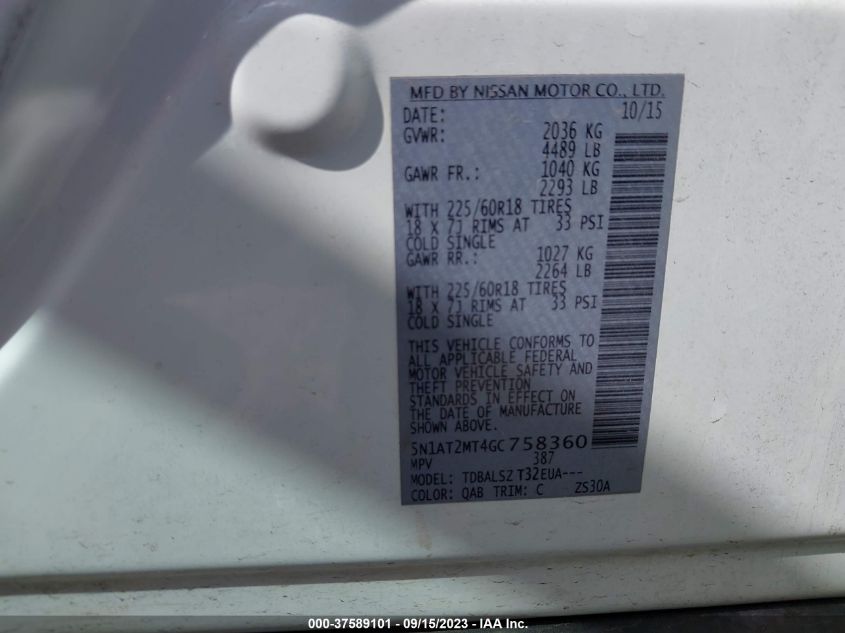 MFD BY NISSAN MOTOR CO., LTD.
DATE: 10/15
GVWR: 2036 KG
4489 LB
GAWR FR.: 1040 KG
2293 LB
WITH 225/60R18 TIRES
18 X 7J RIMS AT 33 PSI
COLD SINGLE
GAWR RR.: 1027 KG
2264 LB
WITH 225/60R18 TIRES
18 X 7J RIMS AT 33 PSI
COLD SINGLE
THIS VEHICLE CONFORMS TO
ALL APPLICABLE FEDERAL
MOTOR VEHICLE SAFETY AND
THEFT PREVENTION
STANDARDS IN EFFECT ON
THE DATE OF MANUFACTURE
SHOWN ABOVE.
5N1AT2MT4GC758360
MPV 387
MODEL: TDBALSZ T32EUA---
COLOR: QAB TRIM: C ZS30A
000-37589101 - 09/15/2023 - IAA Inc.